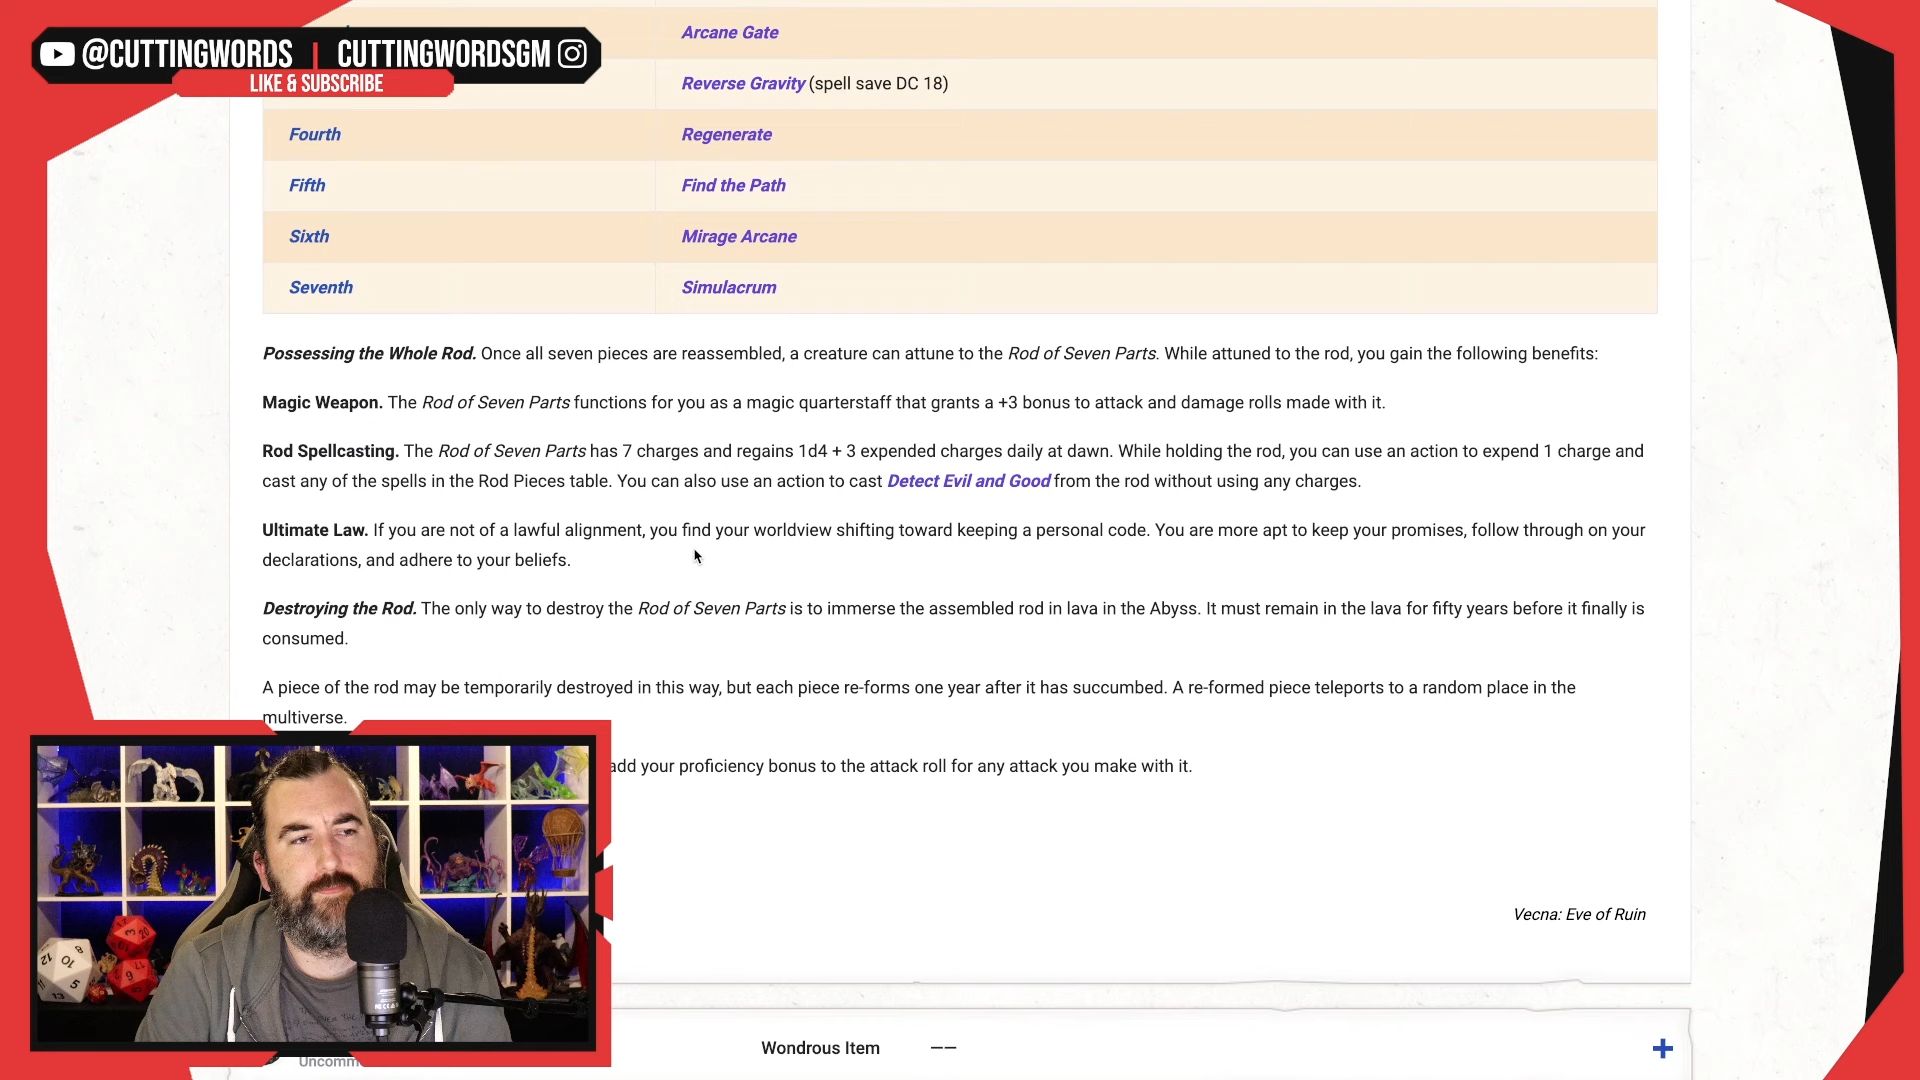 @CUTTINGWORDS | CUTTINGWORDSGM
LIKE & SUBSCRIBE
Arcane Gate
Reverse Gravity (spell save DC 18)
Fourth Regenerate
Fifth Find the Path
Sixth Mirage Arcane
Seventh Simulacrum
Possessing the Whole Rod. Once all seven pieces are reassembled, a creature can attune to the Rod of Seven Parts. While attuned to the rod, you gain the following benefits:
Magic Weapon. The Rod of Seven Parts functions for you as a magic quarterstaff that grants a +3 bonus to attack and damage rolls made with it.
Rod Spellcasting. The Rod of Seven Parts has 7 charges and regains 1d4 + 3 expended charges daily at dawn. While holding the rod, you can use an action to expend 1 charge and
cast any of the spells in the Rod Pieces table. You can also use an action to cast Detect Evil and Good from the rod without using any charges.
Ultimate Law. If you are not of a lawful alignment, you find your worldview shifting toward keeping a personal code. You are more apt to keep your promises, follow through on your
declarations, and adhere to your beliefs.
Destroying the Rod. The only way to destroy the Rod of Seven Parts is to immerse the assembled rod in lava in the Abyss. It must remain in the lava for fifty years before it finally is
consumed.
A piece of the rod may be temporarily destroyed in this way, but each piece re-forms one year after it has succumbed. A re-formed piece teleports to a random place in the
multiverse.
add your proficiency bonus to the attack roll for any attack you make with it.
Vecna: Eve of Ruin
Wondrous Item ——
Uncomm